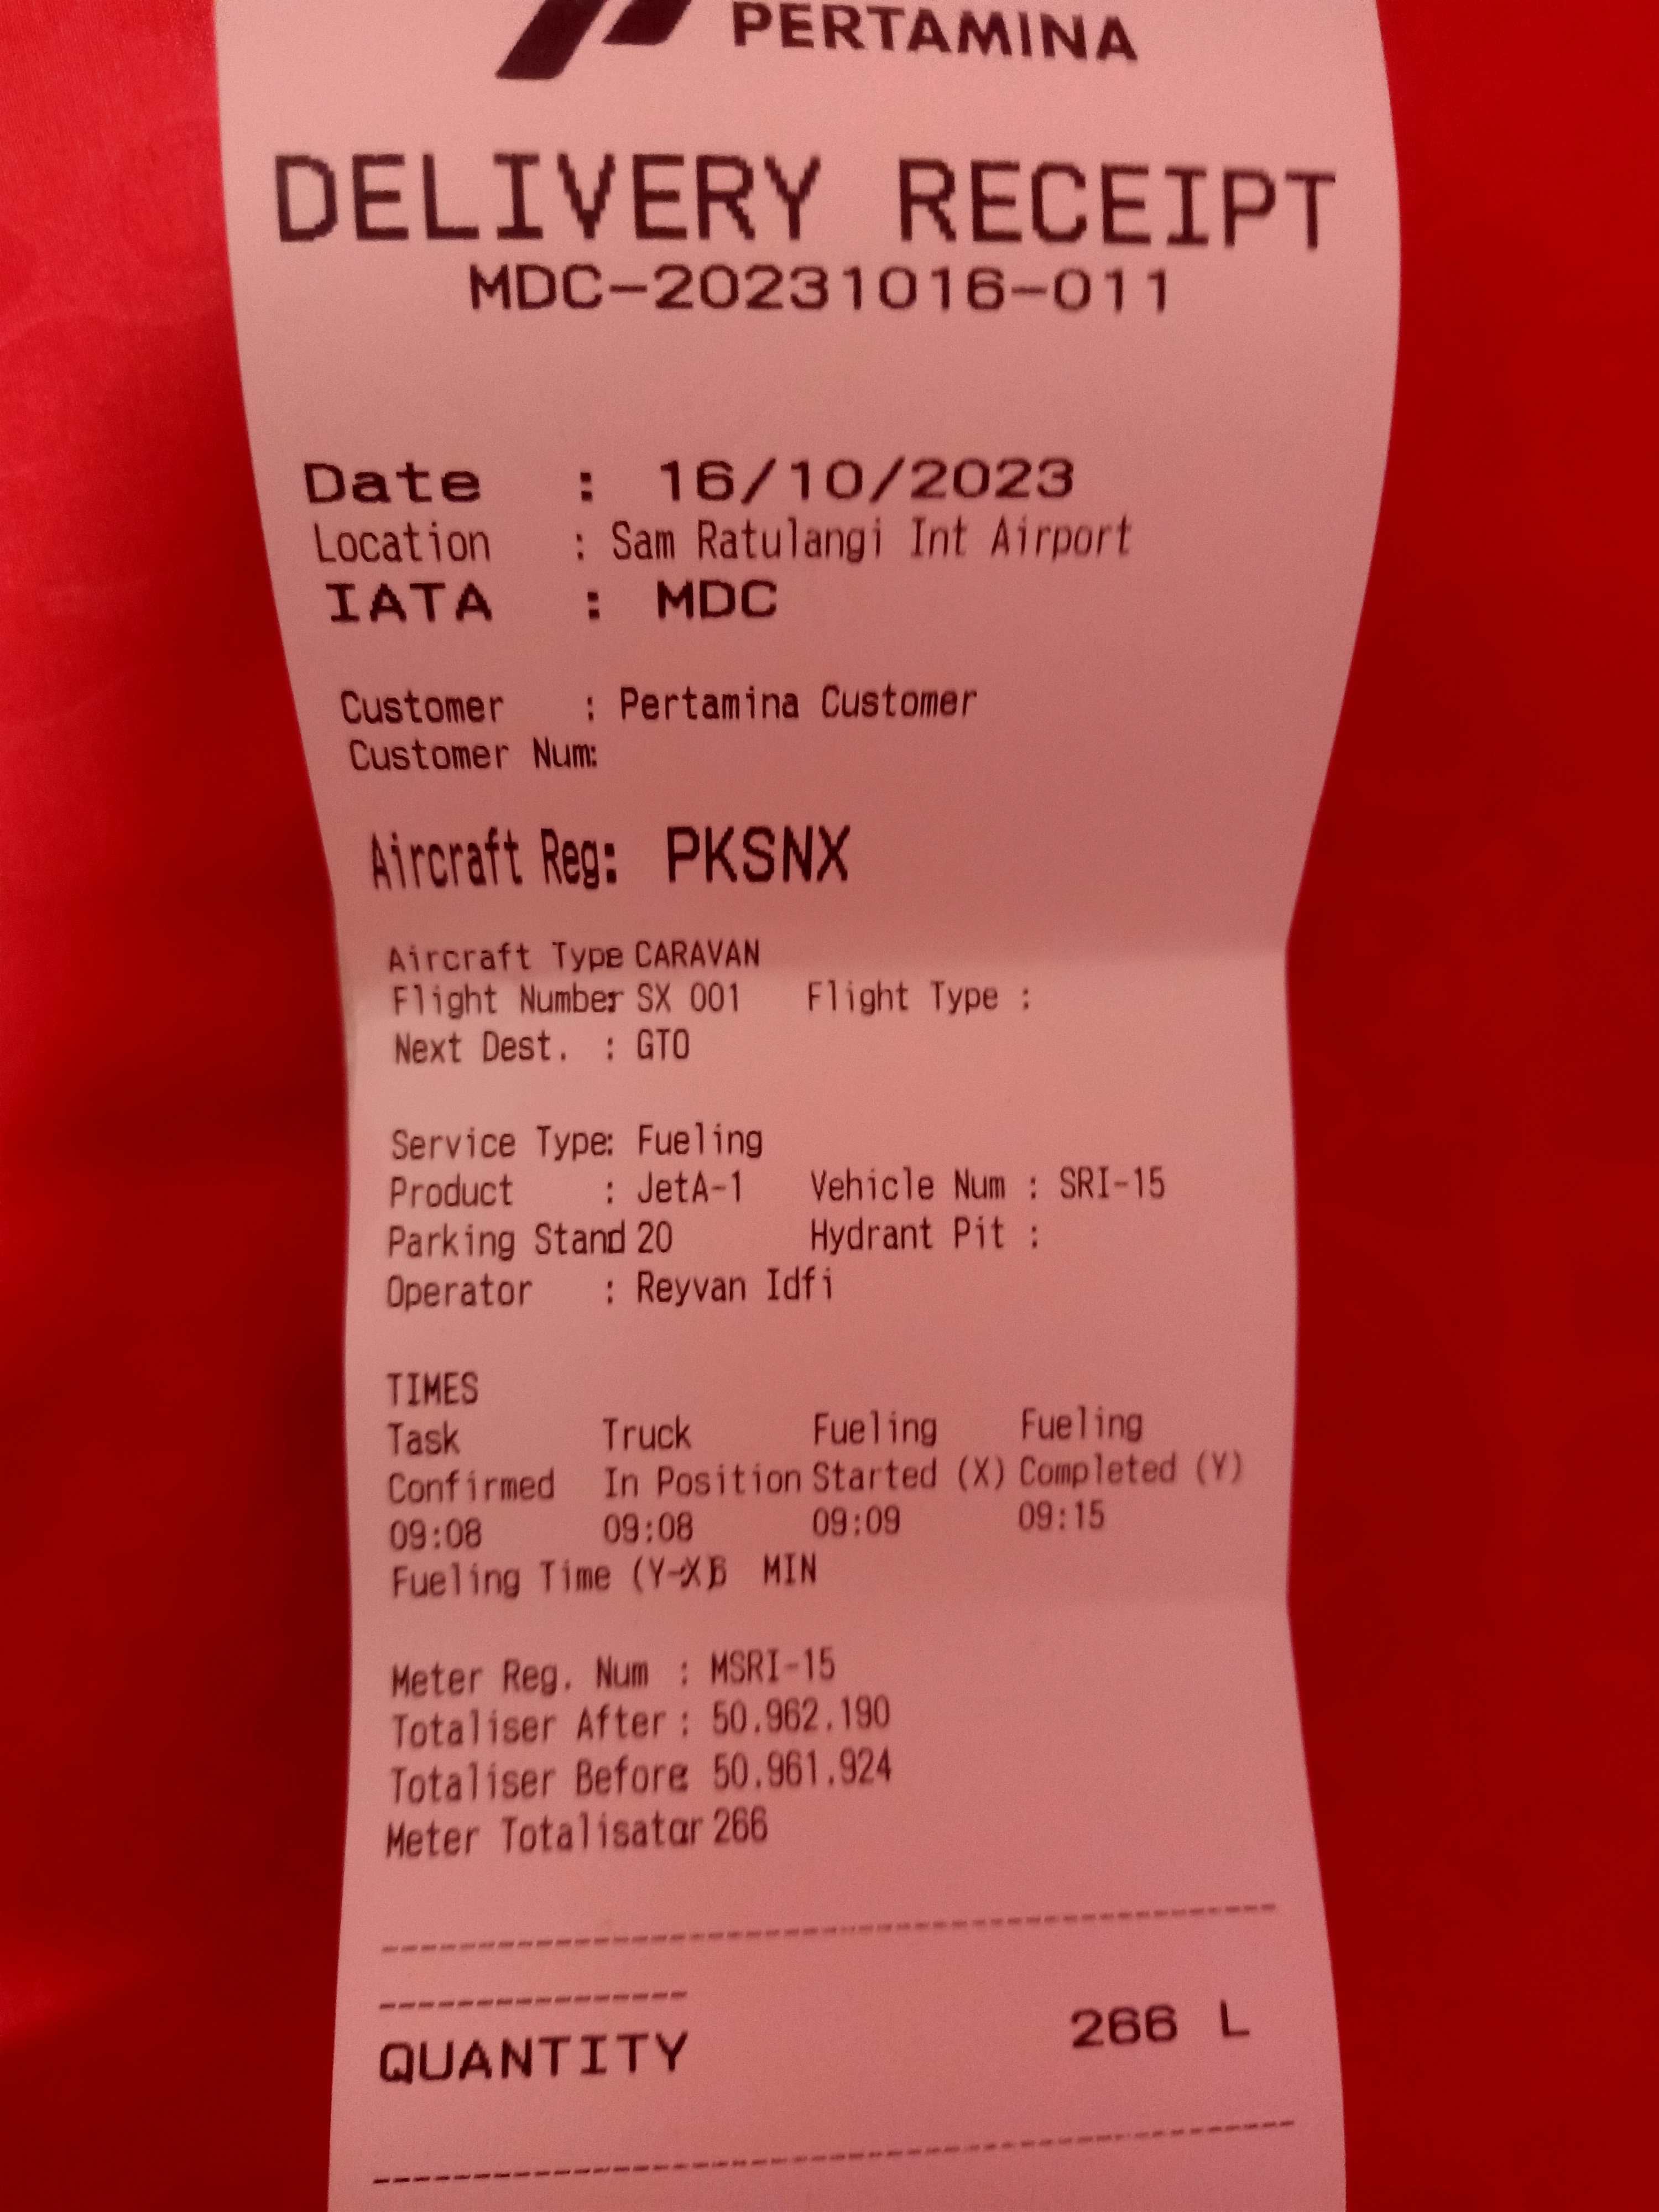 PERTAMINA
DELIVERY RECEIPT
MDC-20231016-011
Date : 16/10/2023
Location : Sam Ratulangi Int Airport
IATA : MDC
Customer : Pertamina Customer
Customer Num:
Aircraft Reg: PKSNX
Aircraft Type CARAVAN
Flight Number SX 001 Flight Type :
Next Dest. : GTO
Service Type: Fueling
Product : JetA-1 Vehicle Num : SRI-15
Parking Stand 20 Hydrant Pit :
Operator : Reyvan Idfi
TIMES
Task Truck Fueling Fueling
Confirmed In Position Started (X) Completed (Y)
09:08 09:08 09:09 09:15
Fueling Time (Y-X) MIN
Meter Reg. Num : MSRI-15
Totaliser After : 50.962.190
Totaliser Before 50.961.924
Meter Totalisator 266
QUANTITY 266 L